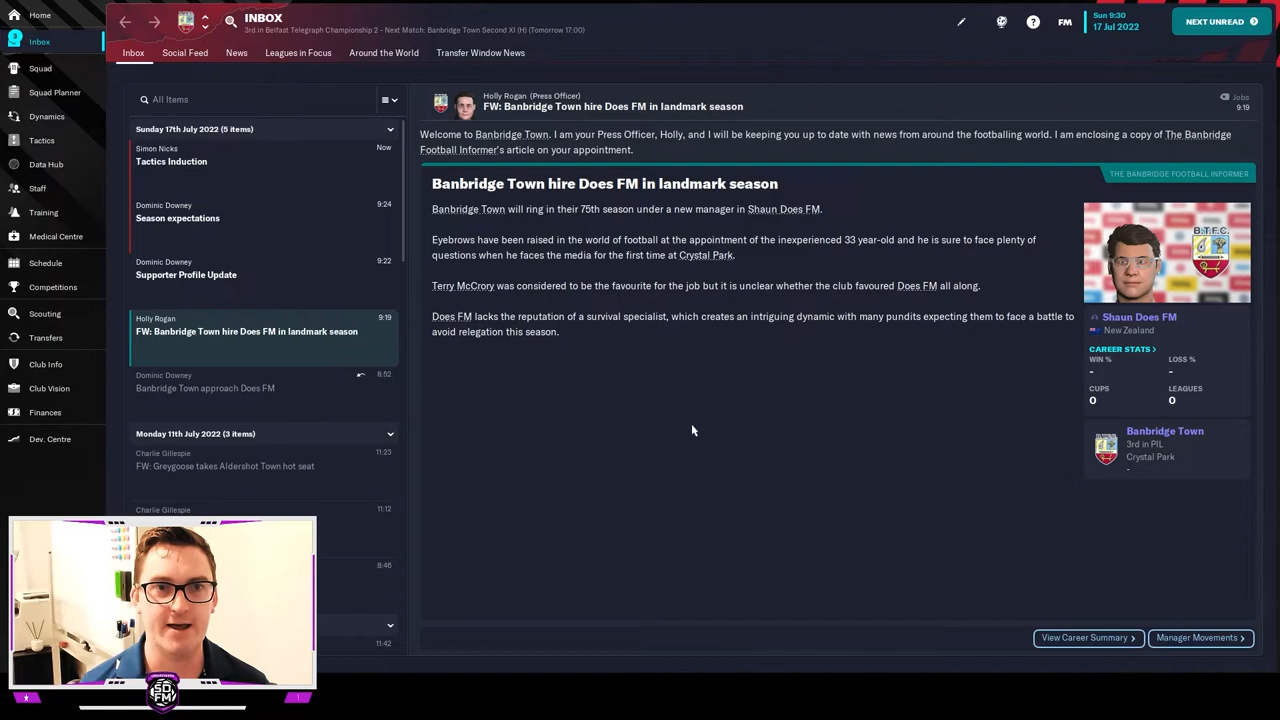 Home
INBOX
3rd in Belfast Telegraph Championship 2 - Next Match: Banbridge Town Second XI (H) (Tomorrow 17:00)
FM
Sun 9:30
17 Jul 2022
NEXT UNREAD
3
Inbox
Inbox
Social Feed
News
Leagues in Focus
Around the World
Transfer Window News
Squad
Squad Planner
Dynamics
Tactics
Data Hub
Staff
Training
Medical Centre
Schedule
Competitions
Scouting
Transfers
Club Info
Club Vision
Finances
Dev. Centre
All Items
Sunday 17th July 2022 (5 items)
Simon Nicks
Now
Tactics Induction
Dominic Downey
9:24
Season expectations
Dominic Downey
9:22
Supporter Profile Update
Holly Rogan
9:19
FW: Banbridge Town hire Does FM in landmark season
Dominic Downey
8:52
Banbridge Town approach Does FM
Monday 11th July 2022 (3 items)
Charlie Gillespie
11:23
FW: Greygoose takes Aldershot Town hot seat
Charlie Gillespie
11:12
8:46
11:42
Holly Rogan (Press Officer)
FW: Banbridge Town hire Does FM in landmark season
Jobs
9:19
Welcome to Banbridge Town. I am your Press Officer, Holly, and I will be keeping you up to date with news from around the footballing world. I am enclosing a copy of The Banbridge
Football Informer's article on your appointment.
THE BANBRIDGE FOOTBALL INFORMER
Banbridge Town hire Does FM in landmark season
Banbridge Town will ring in their 75th season under a new manager in Shaun Does FM.
Eyebrows have been raised in the world of football at the appointment of the inexperienced 33 year-old and he is sure to face plenty of
questions when he faces the media for the first time at Crystal Park.
Terry McCrory was considered to be the favourite for the job but it is unclear whether the club favoured Does FM all along.
Does FM lacks the reputation of a survival specialist, which creates an intriguing dynamic with many pundits expecting them to face a battle to
avoid relegation this season.
B.T.F.C.
Shaun Does FM
New Zealand
CAREER STATS >
WIN %
LOSS %
-
-
CUPS
LEAGUES
0
0
Banbridge Town
3rd in PIL
Crystal Park
-
View Career Summary >
Manager Movements >
SDFM